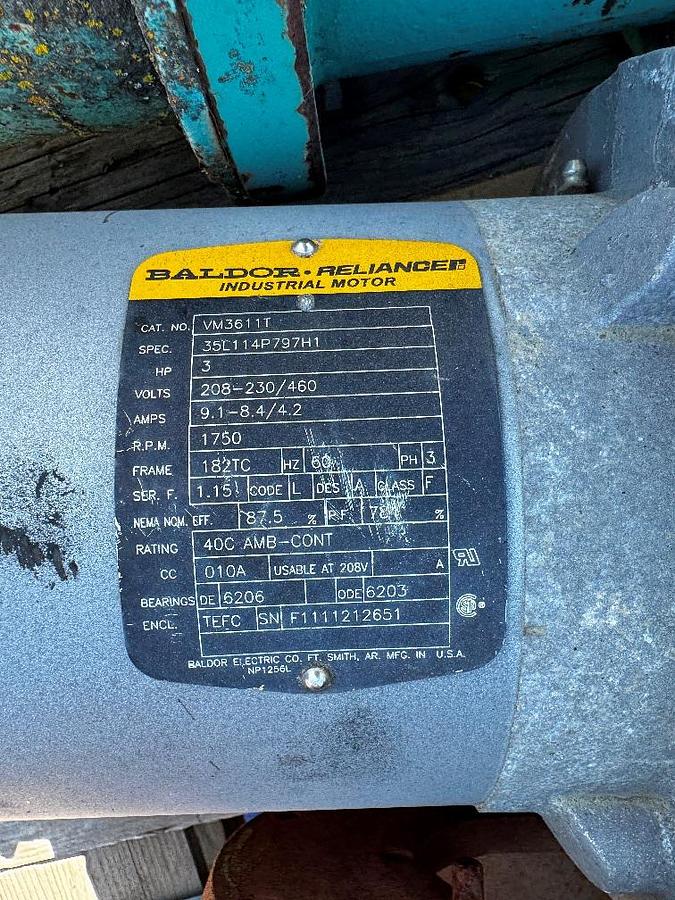 BALDOR • RELIANCE
INDUSTRIAL MOTOR
CAT. NO. VM3611T
SPEC. 35L114P797H1
HP 3
VOLTS 208-230/460
AMPS 9.1-8.4/4.2
R.P.M. 1750
FRAME 182TC HZ 60 PH 3
SER. F. 1.15 CODE L DES A CLASS F
NEMA NOM. EFF. 87.5 % P.F. %
RATING 40C AMB-CONT
CC 010A USABLE AT 208V A
BEARINGS DE 6206 ODE 6203
ENCL. TEFC SN F1111212651
BALDOR ELECTRIC CO. FT. SMITH, AR. MFG. IN U.S.A.
NP1256L